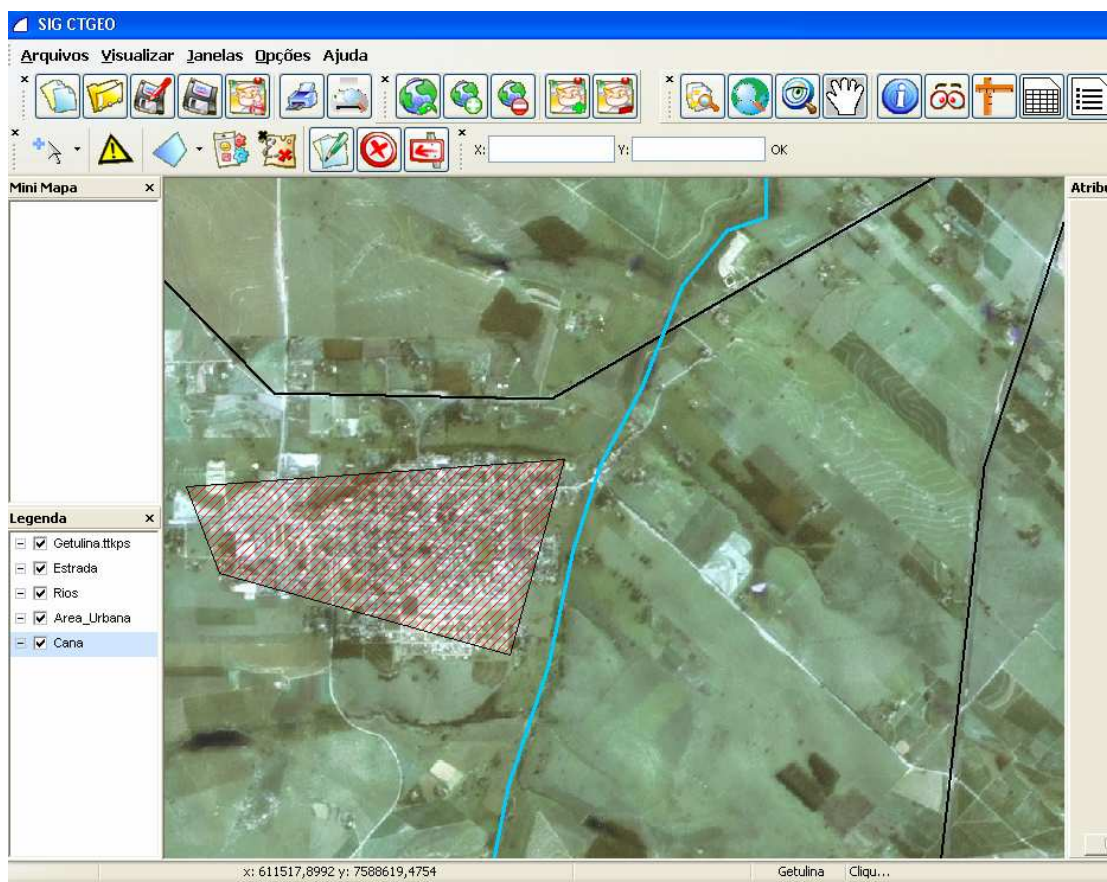 SIG CTGEO
Arquivos Visualizar Janelas Opções Ajuda
X: Y: OK
Mini Mapa
Atribu
Legenda
Getulina.ttkps
Estrada
Rios
Area_Urbana
Cana
x: 611517,8992 y: 7588619,4754 Getulina Cliqu...